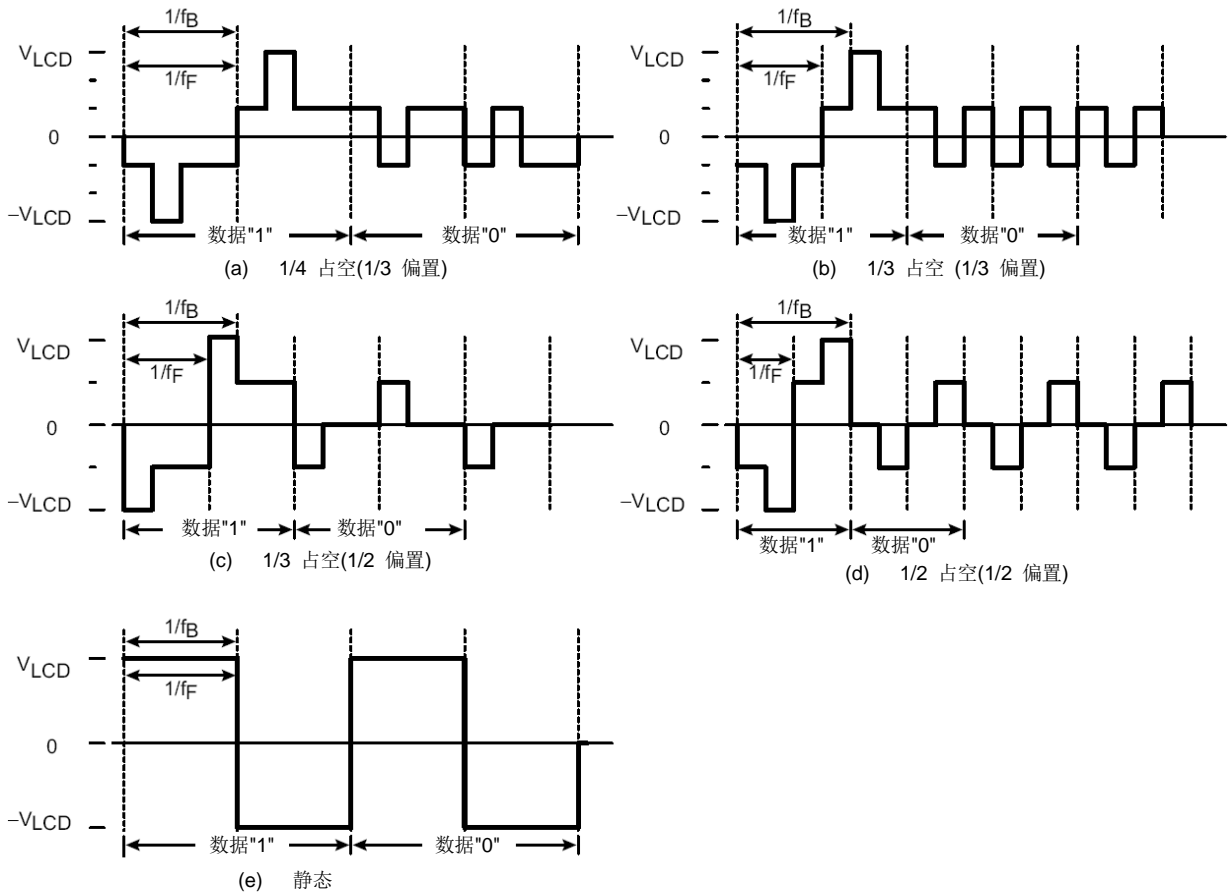 1/fB
VLCD
1/fF
0
–VLCD
数据"1" 数据"0"
(a) 1/4 占空(1/3 偏置)
1/fB
VLCD
1/fF
0
–VLCD
数据"1" 数据"0"
(b) 1/3 占空 (1/3 偏置)
1/fB
VLCD
1/fF
0
–VLCD
数据"1" 数据"0"
(c) 1/3 占空(1/2 偏置)
1/fB
VLCD
1/fF
0
–VLCD
数据"1" 数据"0"
(d) 1/2 占空(1/2 偏置)
1/fB
VLCD
1/fF
0
–VLCD
数据"1" 数据"0"
(e) 静态